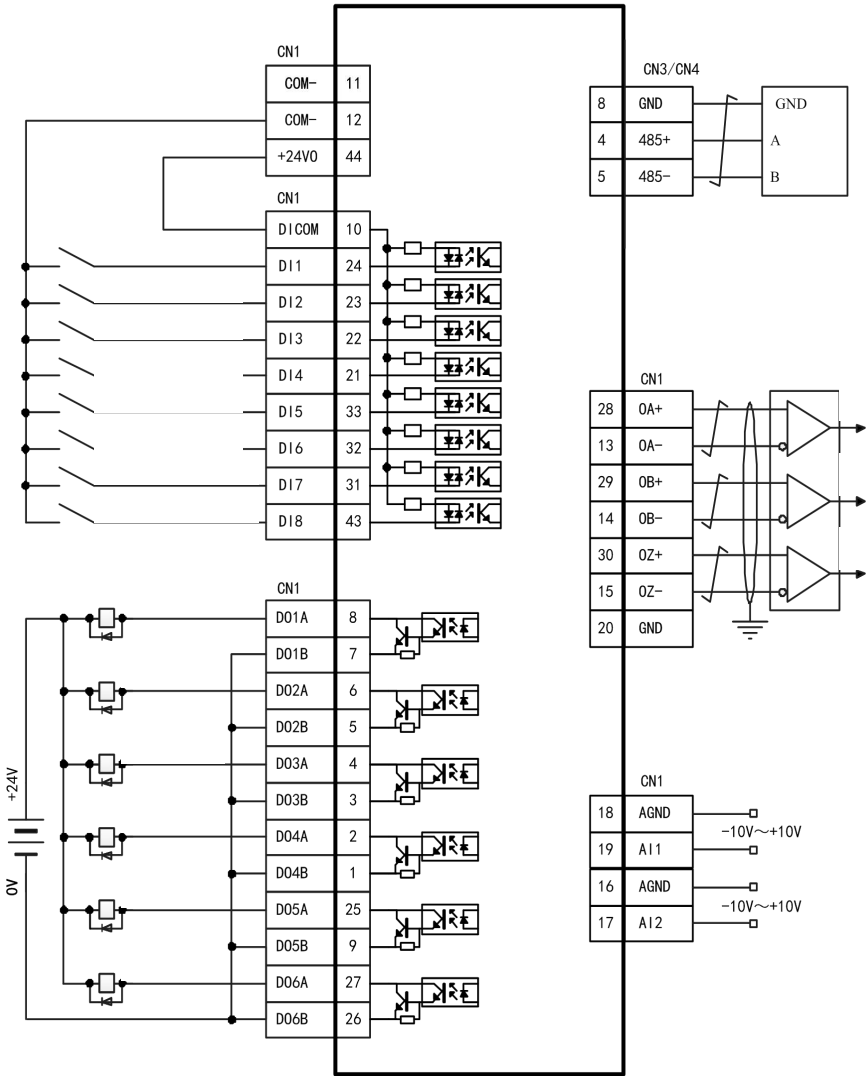 CN1
COM- 11
COM- 12
+24VO 44
CN1
DICOM 10
DI1 24
DI2 23
DI3 22
DI4 21
DI5 33
DI6 32
DI7 31
DI8 43
CN1
DO1A 8
DO1B 7
DO2A 6
DO2B 5
DO3A 4
DO3B 3
DO4A 2
DO4B 1
DO5A 25
DO5B 9
DO6A 27
DO6B 26
+24V
0V
CN3/CN4
8 GND GND
4 485+ A
5 485- B
CN1
28 OA+
13 OA-
29 OB+
14 OB-
30 OZ+
15 OZ-
20 GND
CN1
18 AGND
-10V～+10V
19 AI1
16 AGND
-10V～+10V
17 AI2